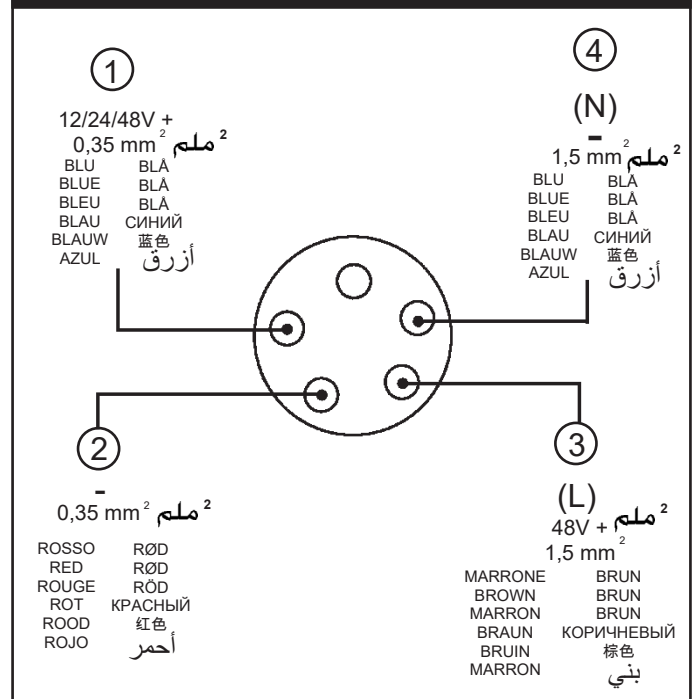 1
12/24/48V +
0,35 mm² ملم²
BLU BLÅ
BLUE BLÅ
BLEU BLÅ
BLAU СИНИЙ
BLAUW 蓝色
AZUL أزرق
4
(N)
-
1,5 mm² ملم²
BLU BLÅ
BLUE BLÅ
BLEU BLÅ
BLAU СИНИЙ
BLAUW 蓝色
AZUL أزرق
2
-
0,35 mm² ملم²
ROSSO RØD
RED RØD
ROUGE RÖD
ROT КРАСНЫЙ
ROOD 红色
ROJO أحمر
3
(L)
48V + ملم²
1,5 mm²
MARRONE BRUN
BROWN BRUN
MARRON BRUN
BRAUN КОРИЧНЕВЫЙ
BRUIN 棕色
MARRON بني